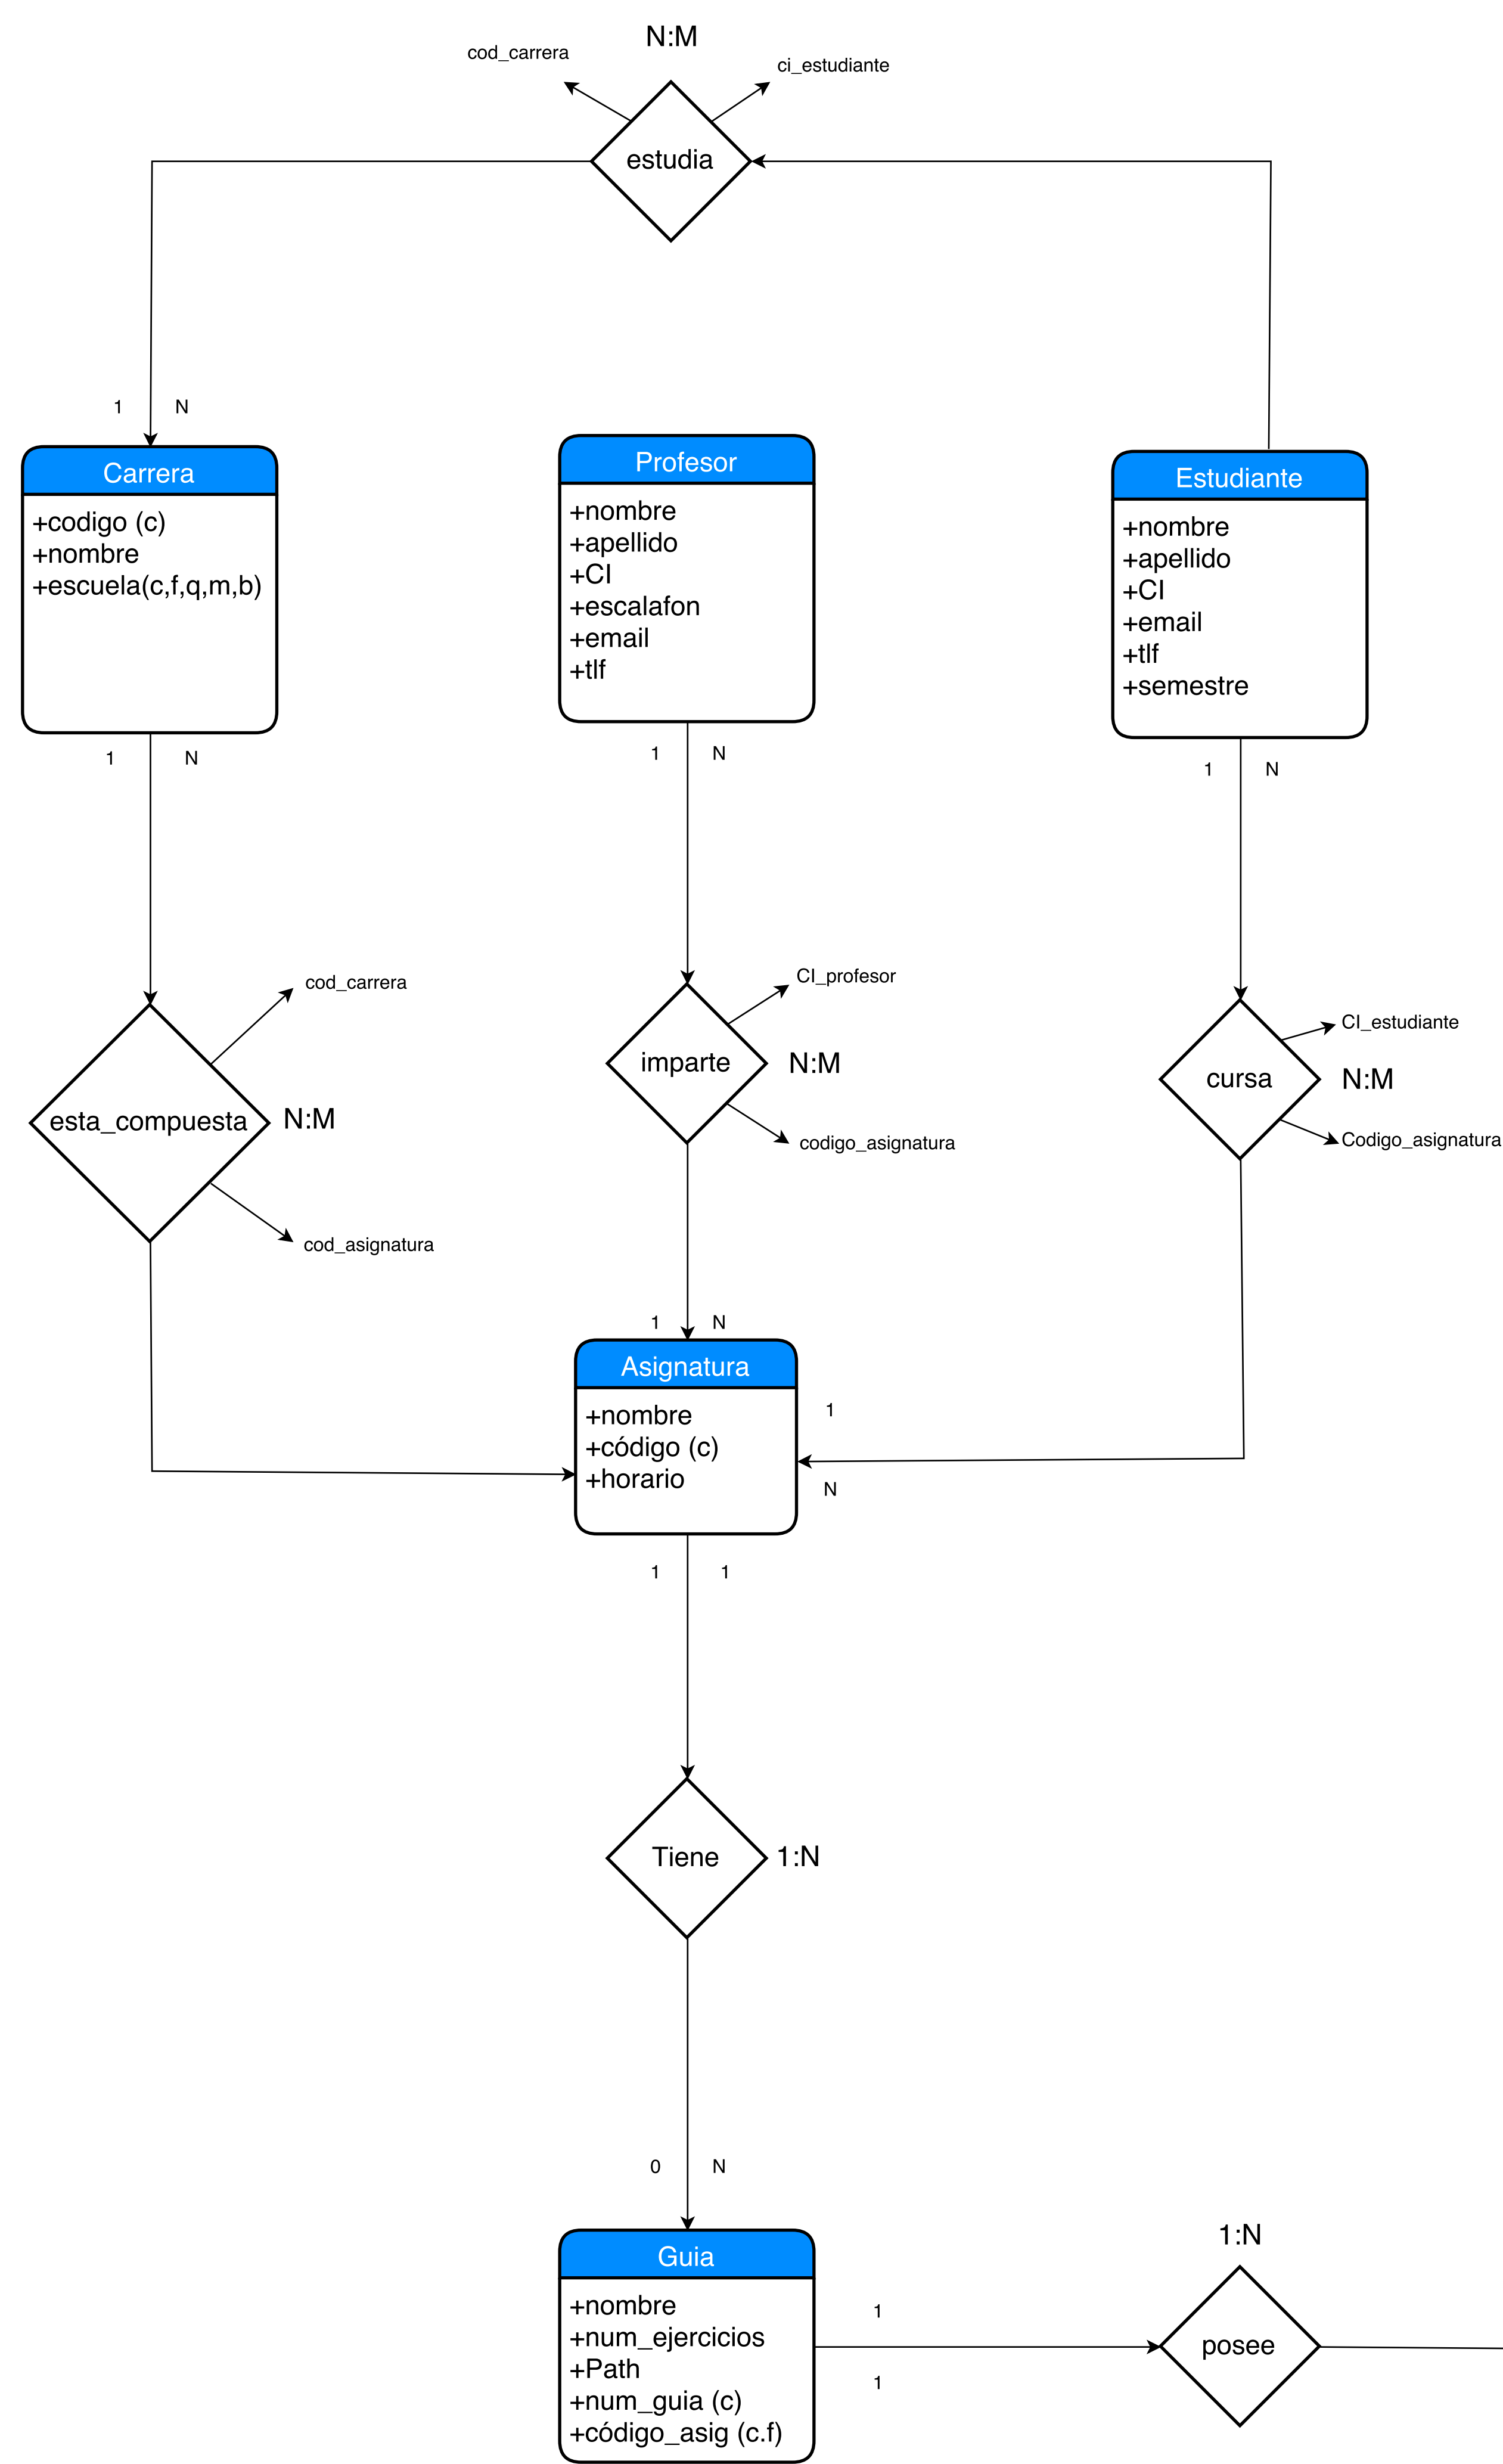 N:M
cod_carrera
ci_estudiante
estudia
1 N
Carrera
+codigo (c)
+nombre
+escuela(c,f,q,m,b)
Profesor
+nombre
+apellido
+CI
+escalafon
+email
+tlf
Estudiante
+nombre
+apellido
+CI
+email
+tlf
+semestre
1 N
1 N
1 N
cod_carrera
esta_compuesta
N:M
cod_asignatura
CI_profesor
imparte
N:M
codigo_asignatura
CI_estudiante
cursa
N:M
Codigo_asignatura
1 N
Asignatura
+nombre
+código (c)
+horario
1
N
1 1
Tiene
1:N
0 N
Guia
+nombre
+num_ejercicios
+Path
+num_guia (c)
+código_asig (c.f)
1
1
1:N
posee